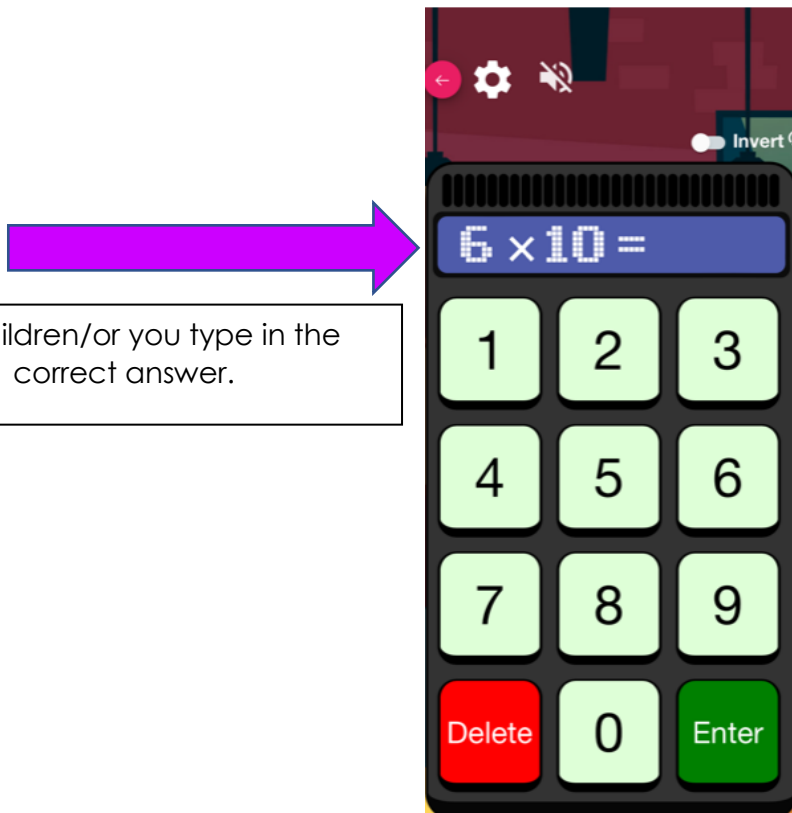 Invert
6 × 10 =
ildren/or you type in the
correct answer.
1 2 3
4 5 6
7 8 9
Delete 0 Enter